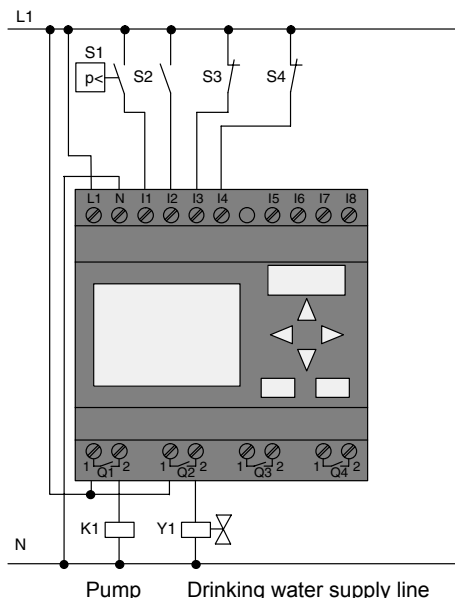 L1
S1
p< S2 S3 S4
L1 N I1 I2 I3 I4 I5 I6 I7 I8
1 2 1 2 1 2 1 2
Q1 Q2 Q3 Q4
K1 Y1
N
Pump Drinking water supply line